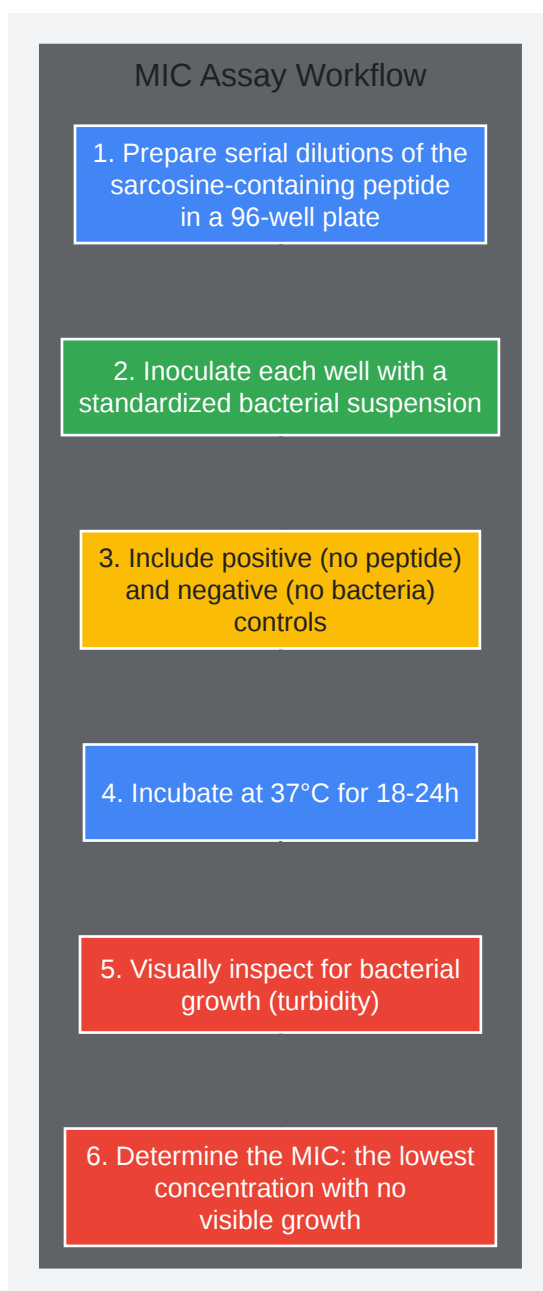 MIC Assay Workflow
1. Prepare serial dilutions of the
sarcosine-containing peptide
in a 96-well plate
2. Inoculate each well with a
standardized bacterial suspension
3. Include positive (no peptide)
and negative (no bacteria)
controls
4. Incubate at 37°C for 18-24h
5. Visually inspect for bacterial
growth (turbidity)
6. Determine the MIC: the lowest
concentration with no
visible growth